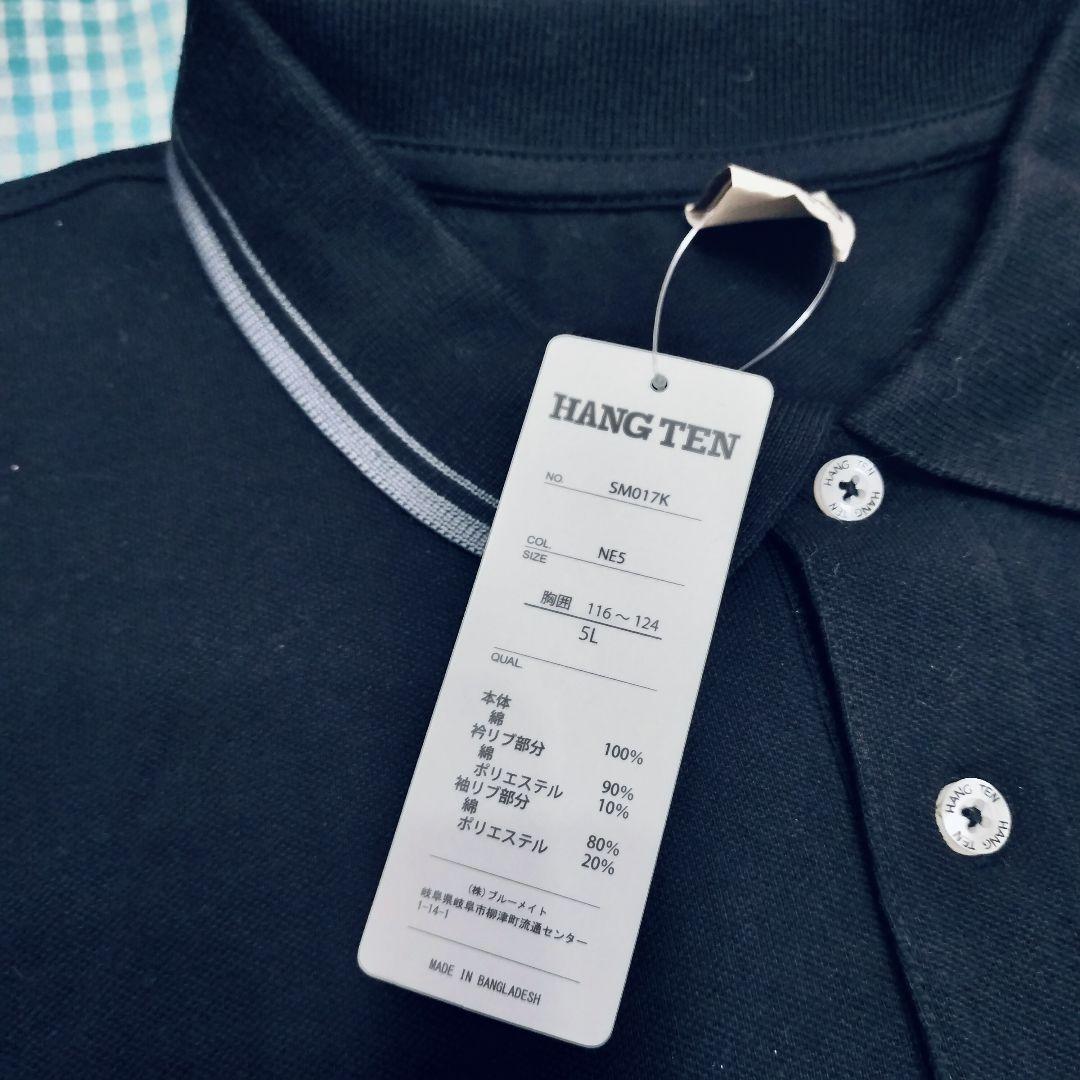 HANG TEN
NO. SM017K
COL. NE5
SIZE
胸囲 116～124
5L
QUAL.
本体
綿 100%
衿リブ部分
綿 90%
ポリエステル 10%
袖リブ部分
綿 80%
ポリエステル 20%
(株)ブルーメイト
岐阜県岐阜市柳津町流通センター
1-14-1
MADE IN BANGLADESH
HANG TEN
HANG TEN
HANG TEN
HANG TEN